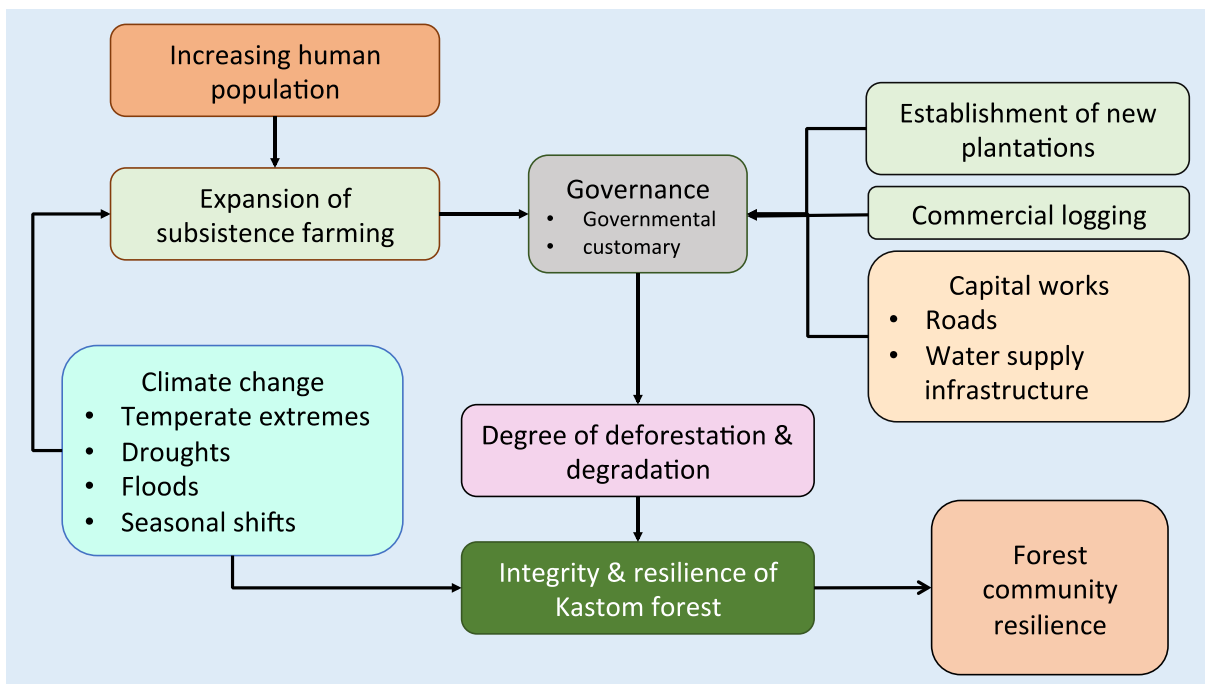 Increasing human
population
Expansion of
subsistence farming
Governance
• Governmental
• customary
Establishment of new
plantations
Commercial logging
Capital works
• Roads
• Water supply
infrastructure
Climate change
• Temperate extremes
• Droughts
• Floods
• Seasonal shifts
Degree of deforestation &
degradation
Integrity & resilience of
Kastom forest
Forest
community
resilience